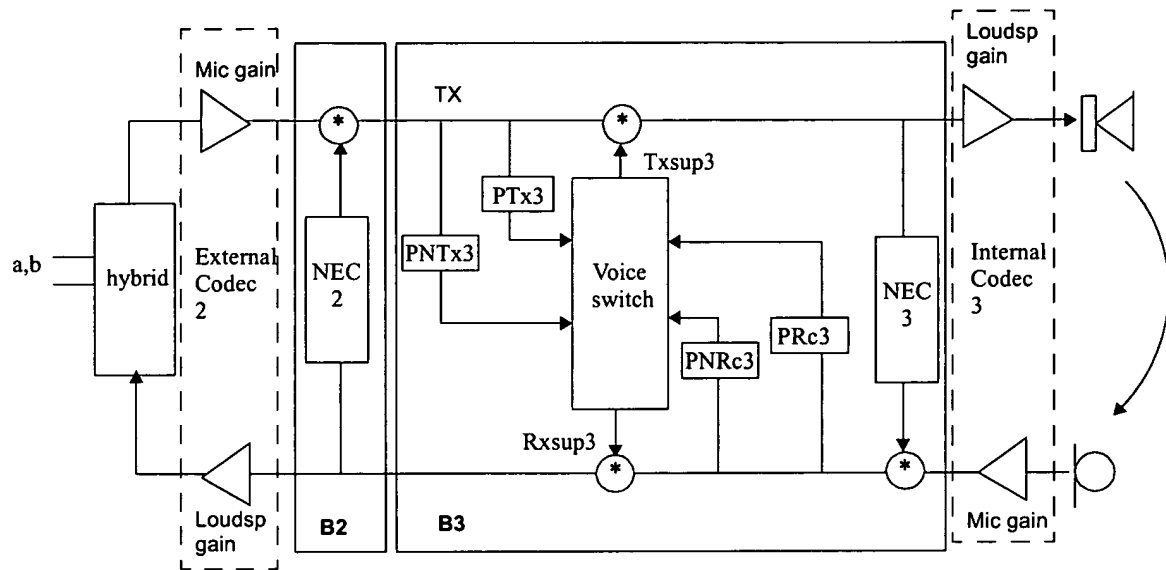 Loudsp
gain
Mic gain
TX
*
*
Txsup3
PTx3
PNTx3
a,b
hybrid
External
Codec
2
NEC
2
Voice
switch
NEC
3
Internal
Codec
3
PRc3
PNRc3
Rxsup3
*
*
Loudsp
gain
B2
B3
Mic gain